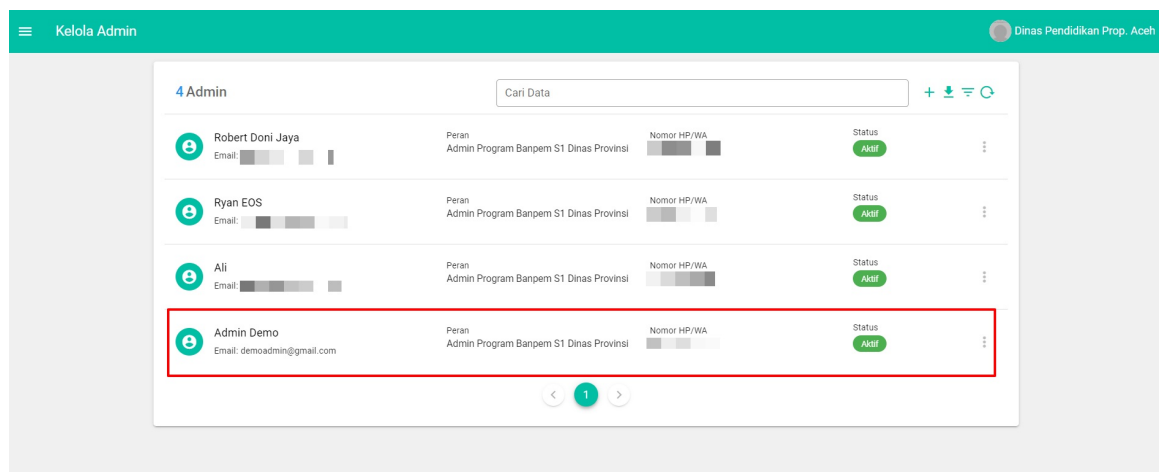 Kelola Admin
Dinas Pendidikan Prop. Aceh
4 Admin
Cari Data
Robert Doni Jaya
Email:
Peran
Admin Program Banpem S1 Dinas Provinsi
Nomor HP/WA
Status
Aktif
Ryan EOS
Email:
Peran
Admin Program Banpem S1 Dinas Provinsi
Nomor HP/WA
Status
Aktif
Ali
Email:
Peran
Admin Program Banpem S1 Dinas Provinsi
Nomor HP/WA
Status
Aktif
Admin Demo
Email: demoadmin@gmail.com
Peran
Admin Program Banpem S1 Dinas Provinsi
Nomor HP/WA
Status
Aktif
1